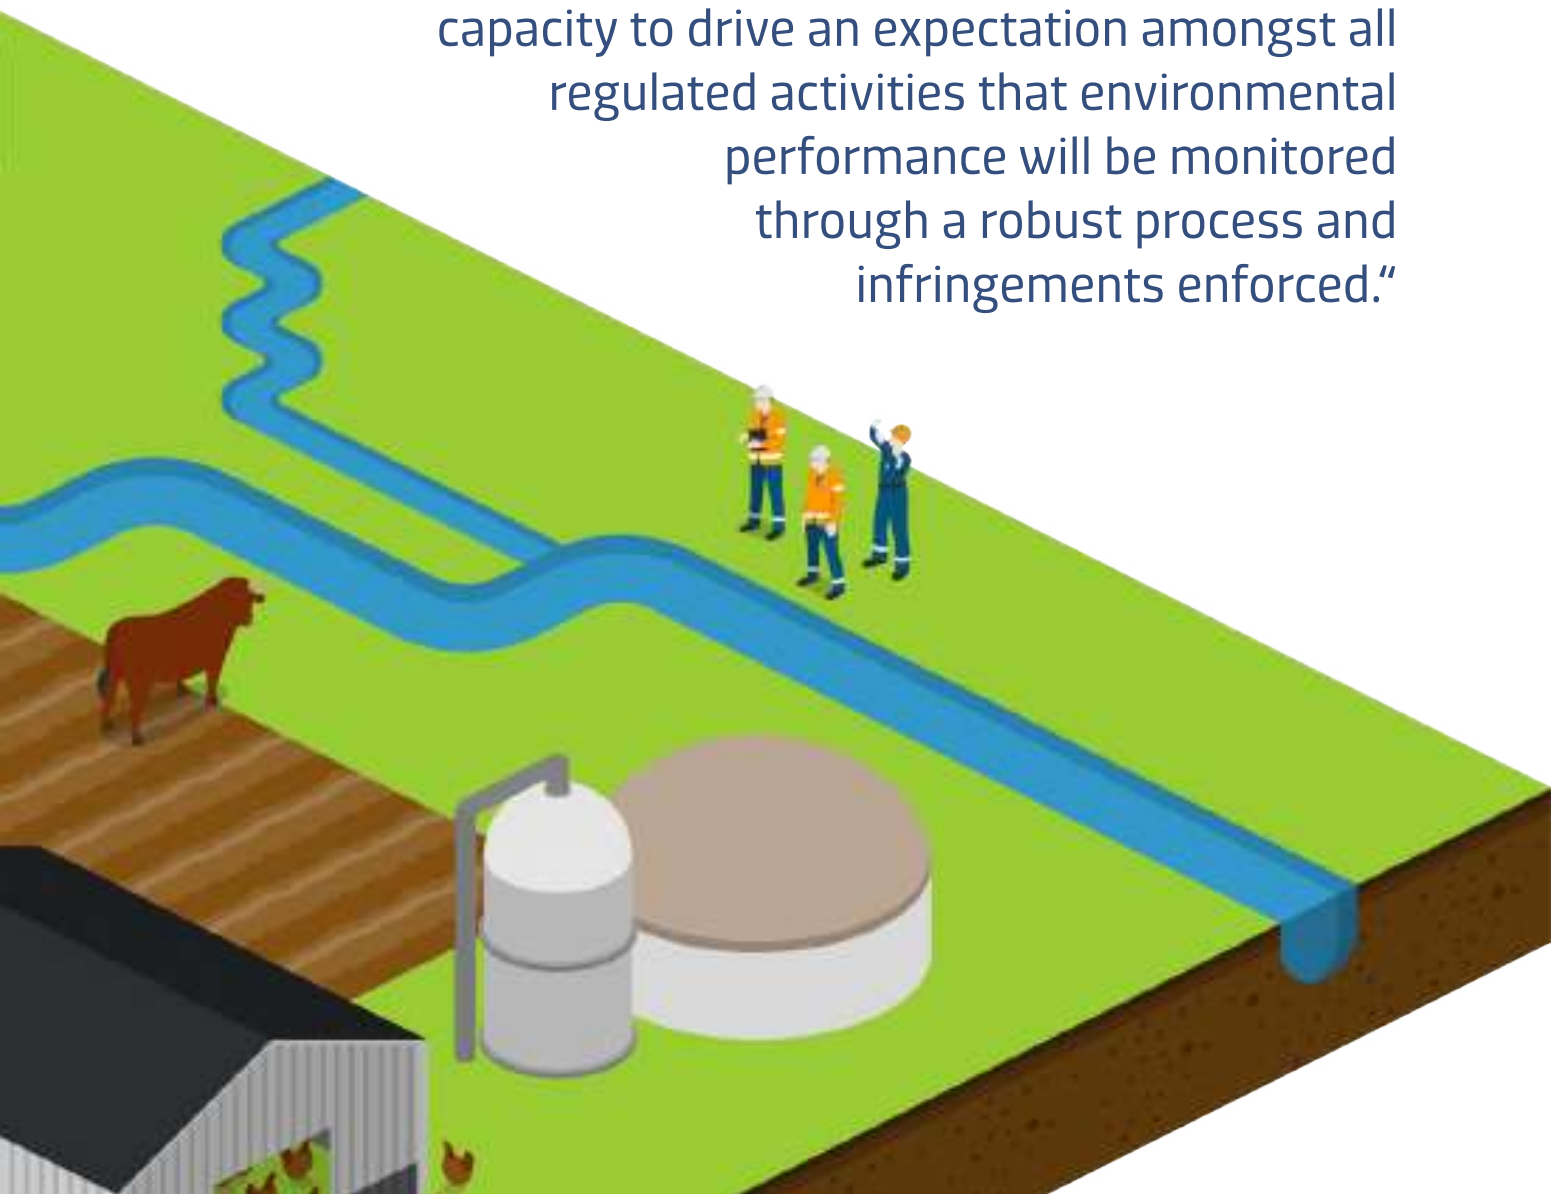 capacity to drive an expectation amongst all
regulated activities that environmental
performance will be monitored
through a robust process and
infringements enforced.“